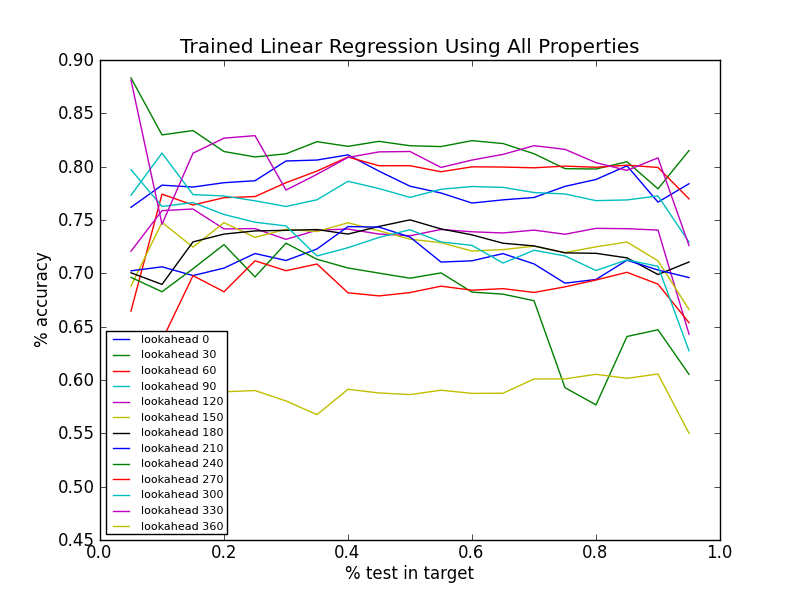 Trained Linear Regression Using All Properties
% accuracy
0.90
0.85
0.80
0.75
0.70
0.65
0.60
0.55
0.50
0.45
lookahead 0
lookahead 30
lookahead 60
lookahead 90
lookahead 120
lookahead 150
lookahead 180
lookahead 210
lookahead 240
lookahead 270
lookahead 300
lookahead 330
lookahead 360
0.0 0.2 0.4 0.6 0.8 1.0
% test in target